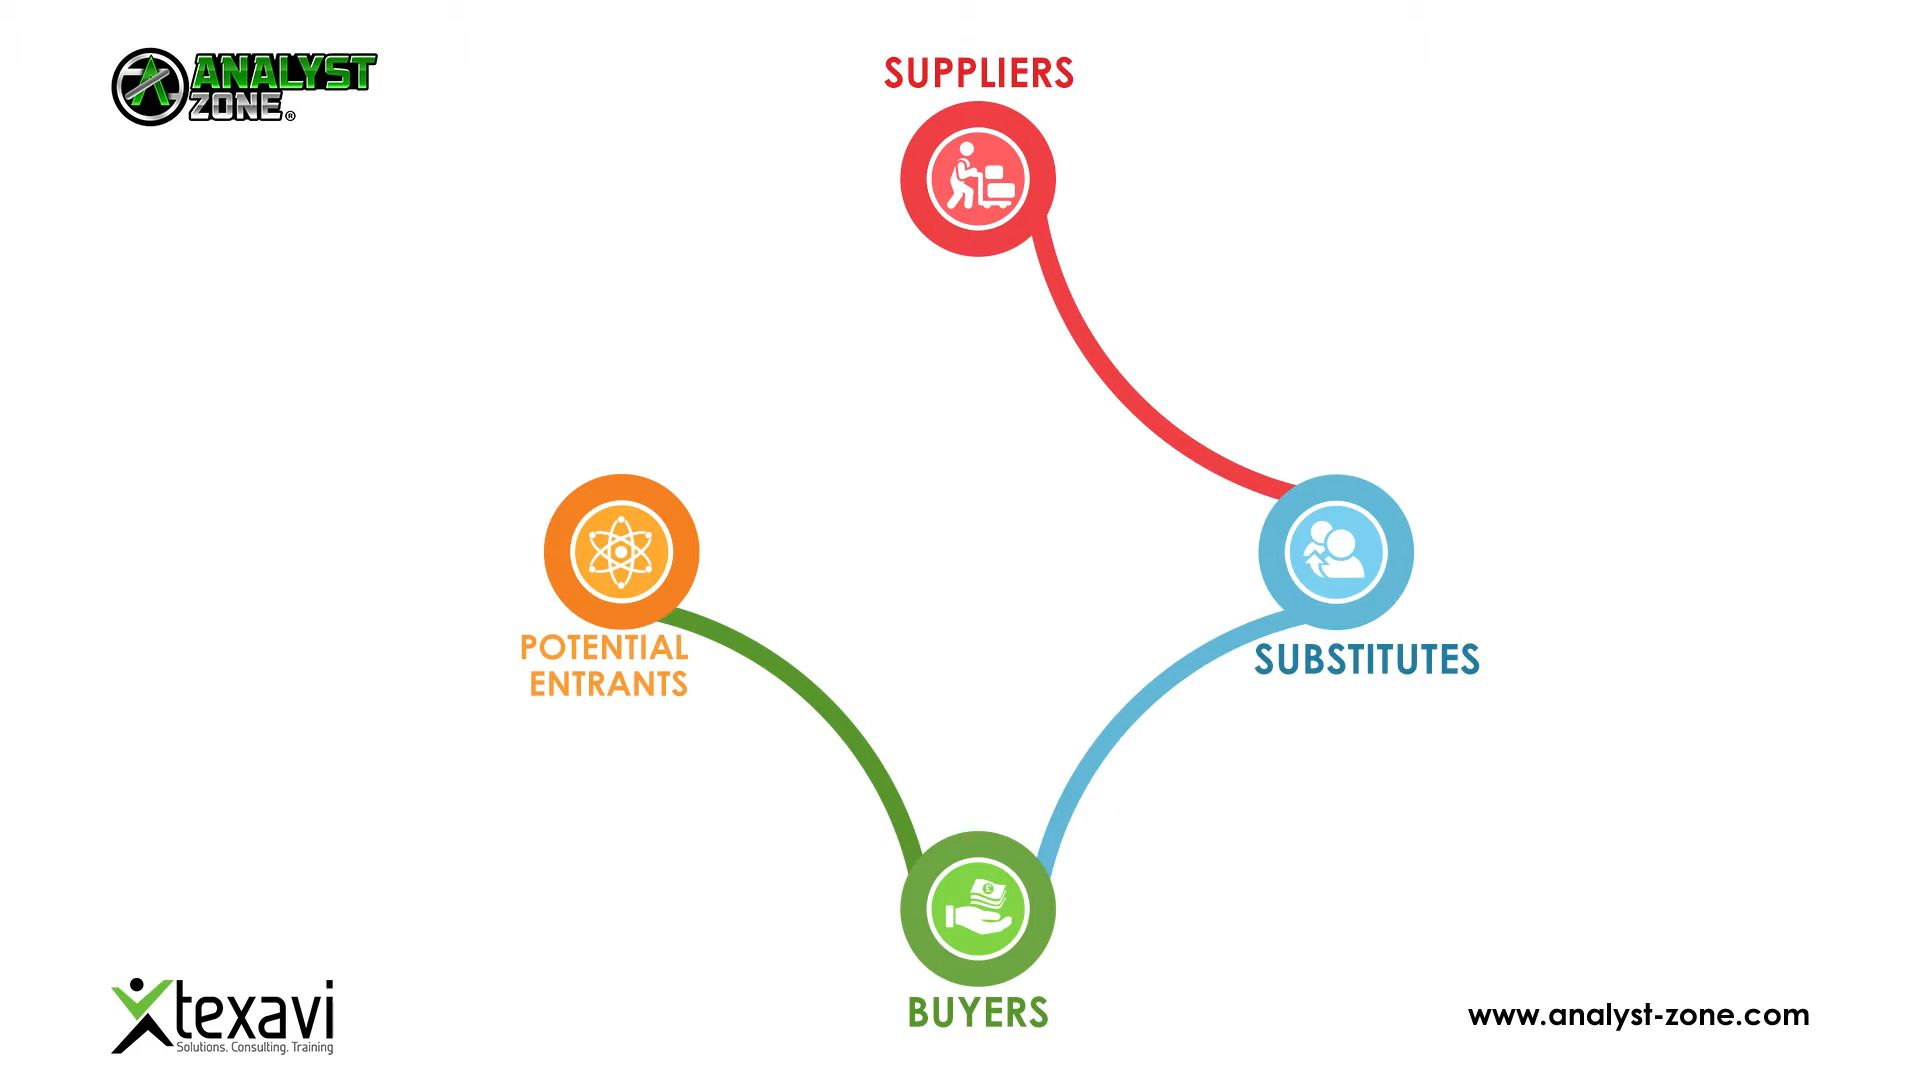 ANALYST
ZONE®
SUPPLIERS
POTENTIAL
ENTRANTS
SUBSTITUTES
£
BUYERS
texavi
Solutions. Consulting. Training
www.analyst-zone.com